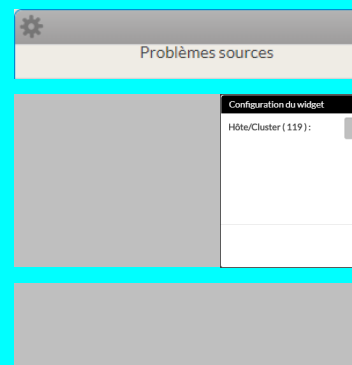 Problèmes sources
Configuration du widget
Hôte/Cluster ( 119 ) :